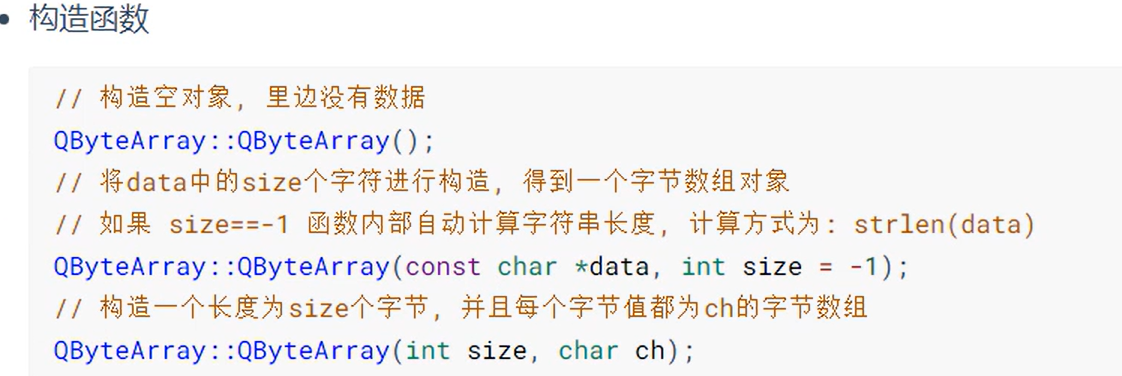 构造函数
// 构造空对象, 里边没有数据
QByteArray::QByteArray();
// 将data中的size个字符进行构造, 得到一个字节数组对象
// 如果 size==-1 函数内部自动计算字符串长度, 计算方式为: strlen(data)
QByteArray::QByteArray(const char *data, int size = -1);
// 构造一个长度为size个字节, 并且每个字节值都为ch的字节数组
QByteArray::QByteArray(int size, char ch);